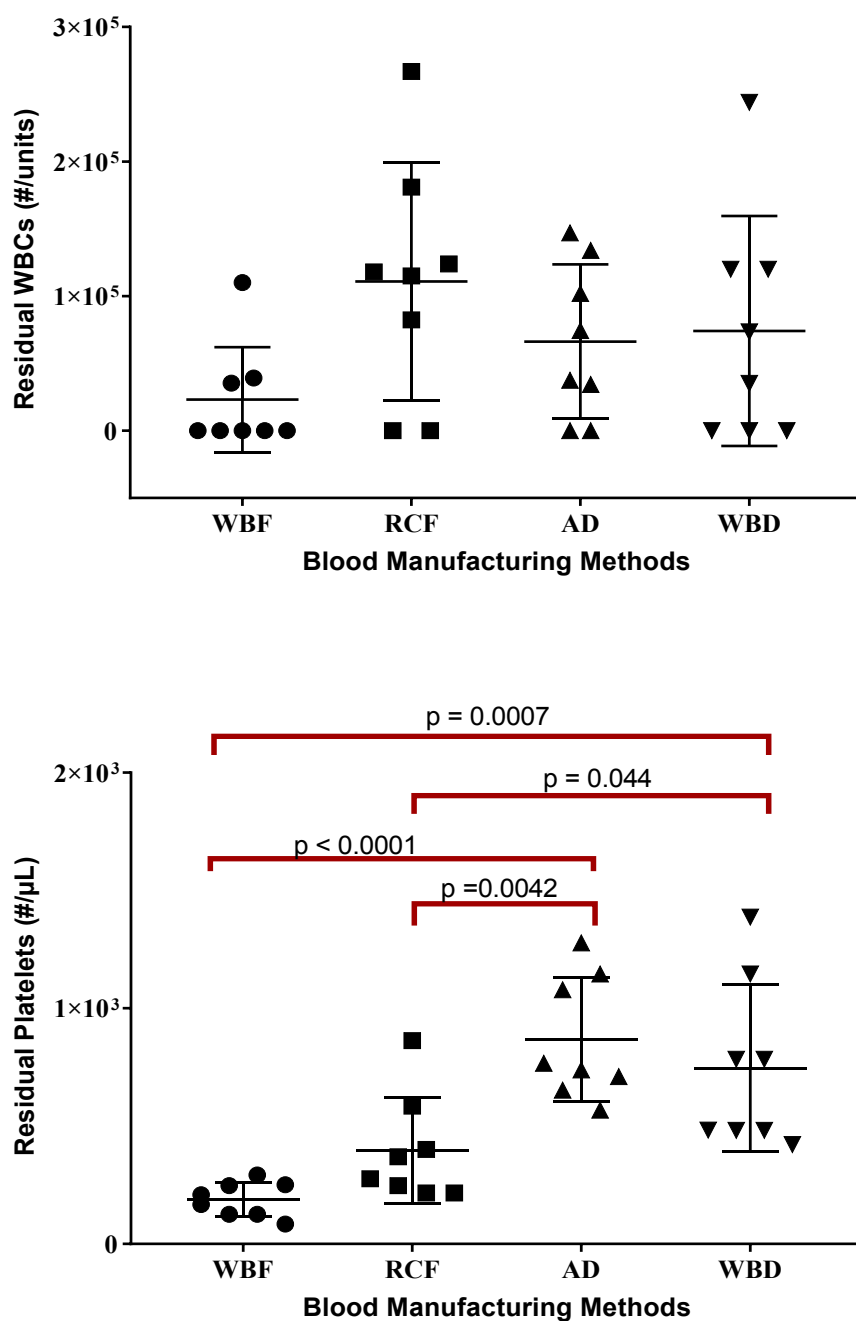 3×10⁵
2×10⁵
1×10⁵
0
Residual WBCs (#/units)
WBF RCF AD WBD
Blood Manufacturing Methods
p = 0.0007
p = 0.044
p < 0.0001
p =0.0042
2×10³
1×10³
0
Residual Platelets (#/µL)
WBF RCF AD WBD
Blood Manufacturing Methods